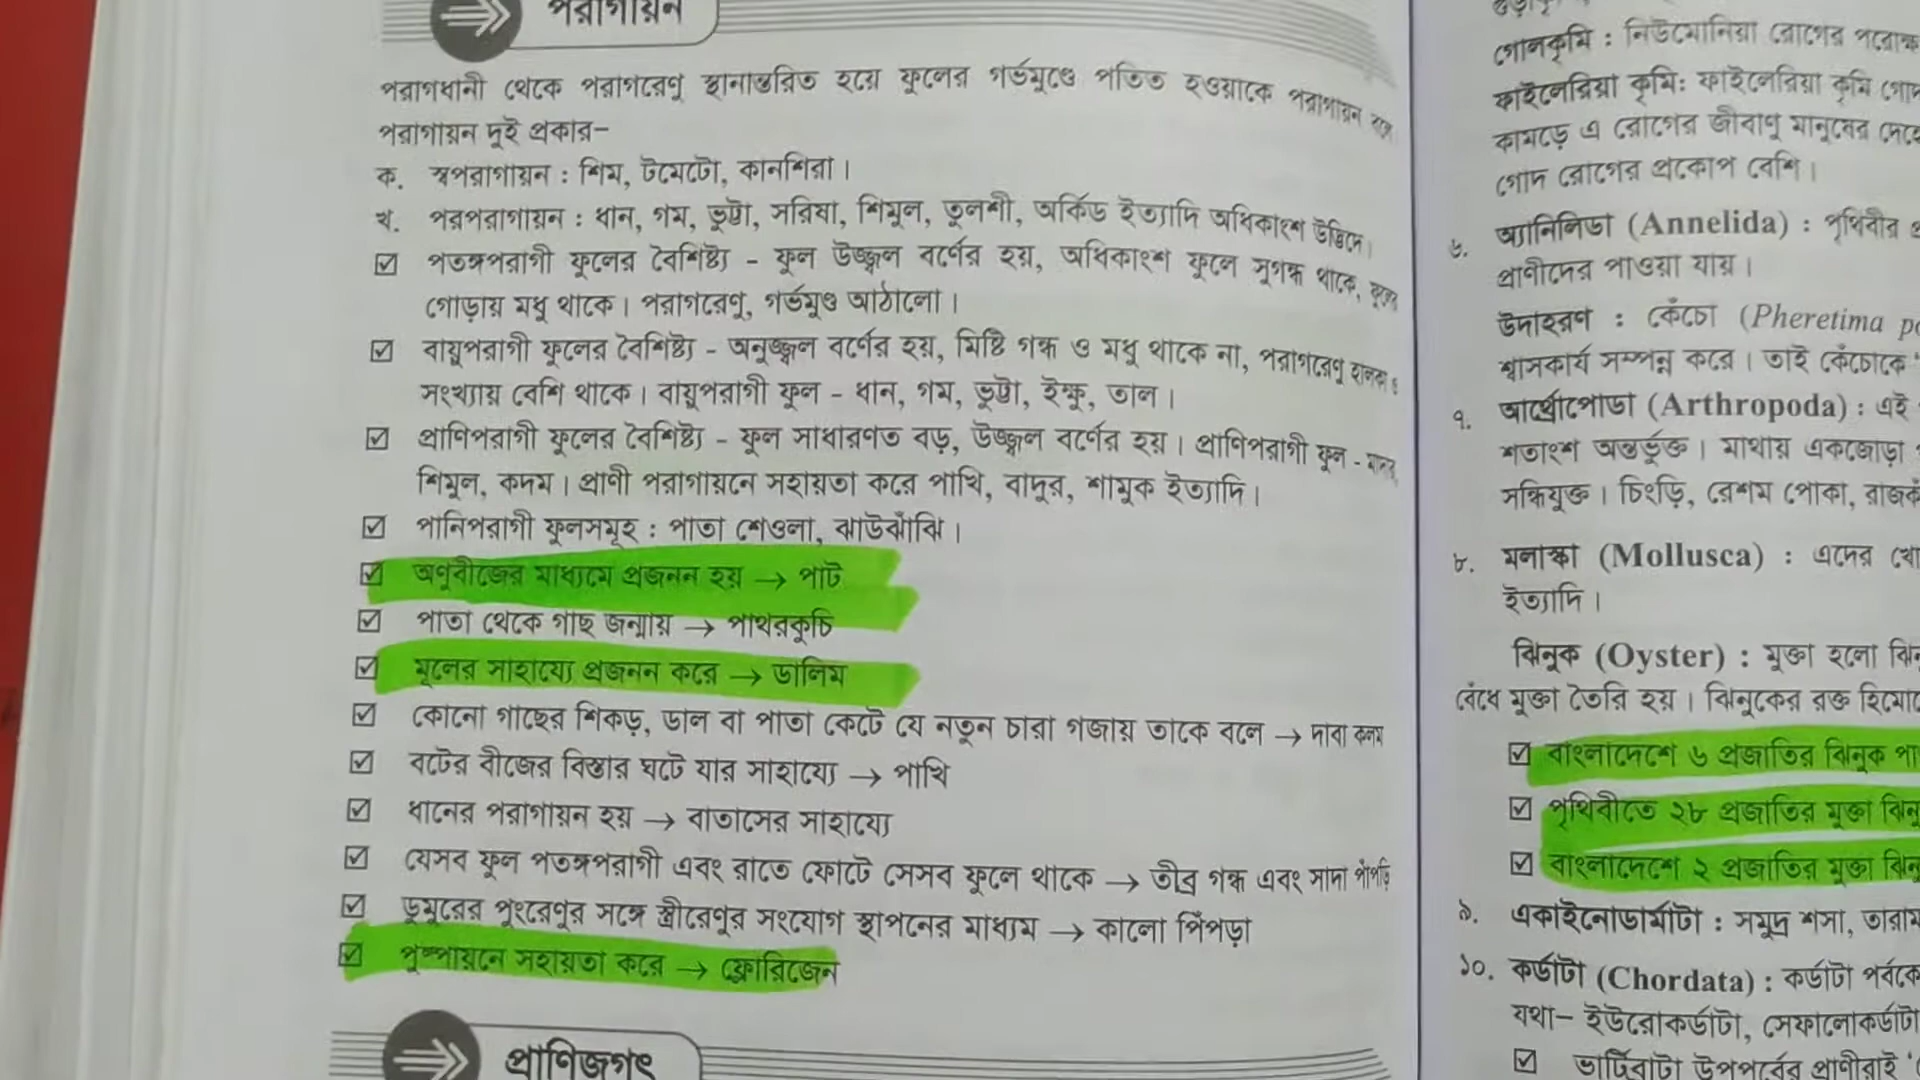 পরাগায়ন
পরাগধানী থেকে পরাগরেণু স্থানান্তরিত হয়ে ফুলের গর্ভমুণ্ডে পতিত হওয়াকে পরাগায়ন বলে
পরাগায়ন দুই প্রকার–
ক. স্বপরাগায়ন : শিম, টমেটো, কানশিরা।
খ. পরপরাগায়ন : ধান, গম, ভুট্টা, সরিষা, শিমুল, তুলশী, অর্কিড ইত্যাদি অধিকাংশ উদ্ভিদে।
☑ পতঙ্গপরাগী ফুলের বৈশিষ্ট্য – ফুল উজ্জ্বল বর্ণের হয়, অধিকাংশ ফুলে সুগন্ধ থাকে, ফুলের
গোড়ায় মধু থাকে। পরাগরেণু, গর্ভমুণ্ড আঠালো।
☑ বায়ুপরাগী ফুলের বৈশিষ্ট্য – অনুজ্জ্বল বর্ণের হয়, মিষ্টি গন্ধ ও মধু থাকে না, পরাগরেণু হালকা ও
সংখ্যায় বেশি থাকে। বায়ুপরাগী ফুল – ধান, গম, ভুট্টা, ইক্ষু, তাল।
☑ প্রাণিপরাগী ফুলের বৈশিষ্ট্য – ফুল সাধারণত বড়, উজ্জ্বল বর্ণের হয়। প্রাণিপরাগী ফুল –
শিমুল, কদম। প্রাণী পরাগায়নে সহায়তা করে পাখি, বাদুর, শামুক ইত্যাদি।
☑ পানিপরাগী ফুলসমূহ : পাতা শেওলা, ঝাউঝাঁঝি।
☑ অণুবীজের মাধ্যমে প্রজনন হয় → পাট
☑ পাতা থেকে গাছ জন্মায় → পাথরকুচি
☑ মূলের সাহায্যে প্রজনন করে → ডালিম
☑ কোনো গাছের শিকড়, ডাল বা পাতা কেটে যে নতুন চারা গজায় তাকে বলে → দাবা কলম
☑ বটের বীজের বিস্তার ঘটে যার সাহায্যে → পাখি
☑ ধানের পরাগায়ন হয় → বাতাসের সাহায্যে
☑ যেসব ফুল পতঙ্গপরাগী এবং রাতে ফোটে সেসব ফুলে থাকে → তীব্র গন্ধ এবং সাদা পাঁপড়ি
☑ ডুমুরের পুংরেণুর সঙ্গে স্ত্রীরেণুর সংযোগ স্থাপনের মাধ্যম → কালো পিঁপড়া
☑ পুষ্পায়নে সহায়তা করে → ফ্লোরিজেন
প্রাণিজগৎ
গোলকৃমি : নিউমোনিয়া রোগের পরোক্ষ
ফাইলেরিয়া কৃমি: ফাইলেরিয়া কৃমি গোদ
কামড়ে এ রোগের জীবাণু মানুষের দেহে
গোদ রোগের প্রকোপ বেশি।
৬. অ্যানিলিডা (Annelida) : পৃথিবীর
প্রাণীদের পাওয়া যায়।
উদাহরণ : কেঁচো (Pheretima po
শ্বাসকার্য সম্পন্ন করে। তাই কেঁচোকে '
৭. আর্থ্রোপোডা (Arthropoda) : এই
শতাংশ অন্তর্ভুক্ত। মাথায় একজোড়া
সন্ধিযুক্ত। চিংড়ি, রেশম পোকা, রাজক
৮. মলাস্কা (Mollusca) : এদের খো
ইত্যাদি।
ঝিনুক (Oyster) : মুক্তা হলো ঝিন
বেঁধে মুক্তা তৈরি হয়। ঝিনুকের রক্ত হিমো
☑ বাংলাদেশে ৬ প্রজাতির ঝিনুক পা
☑ পৃথিবীতে ২৮ প্রজাতির মুক্তা ঝিনু
☑ বাংলাদেশে ২ প্রজাতির মুক্তা ঝিনু
৯. একাইনোডার্মাটা : সমুদ্র শসা, তারাম
১০. কর্ডাটা (Chordata) : কর্ডাটা পর্বকে
যথা– ইউরোকর্ডাটা, সেফালোকর্ডাটা
☑ ভার্টিব্রাটা উপপর্বের প্রাণীরাই '